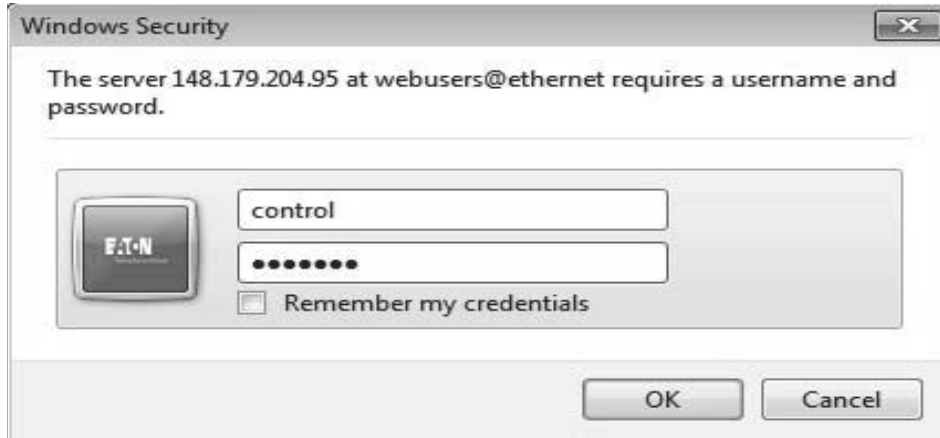 Windows Security
The server 148.179.204.95 at webusers@ethernet requires a username and
password.
control
EATON
●●●●●●●
Remember my credentials
OK Cancel